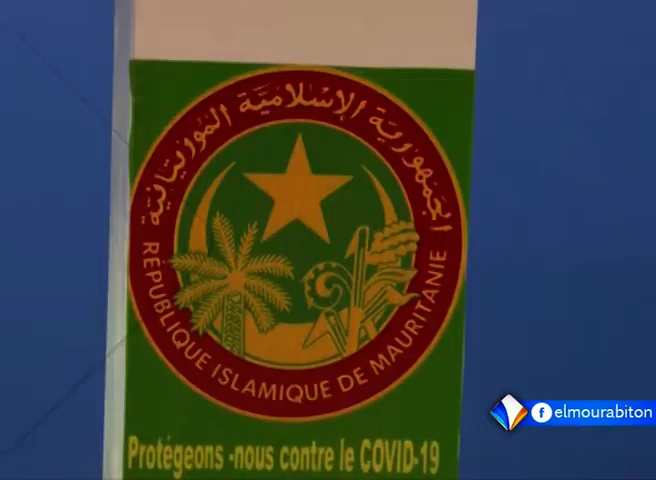 الجمهورية الإسلامية الموريتانية
RÉPUBLIQUE ISLAMIQUE DE MAURITANIE
Protégeons -nous contre le COVID-19
elmourabiton